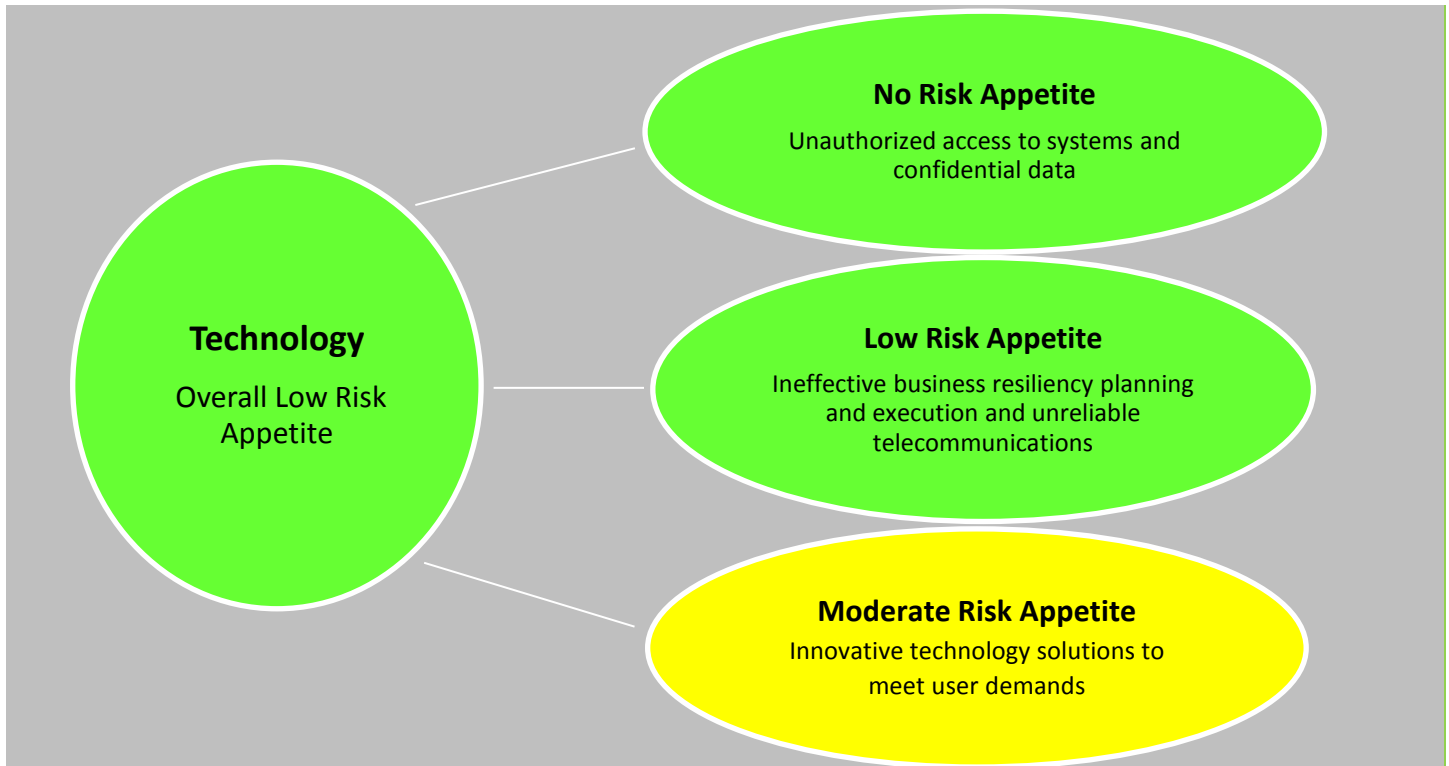 Technology
Overall Low Risk
Appetite
No Risk Appetite
Unauthorized access to systems and
confidential data
Low Risk Appetite
Ineffective business resiliency planning
and execution and unreliable
telecommunications
Moderate Risk Appetite
Innovative technology solutions to
meet user demands